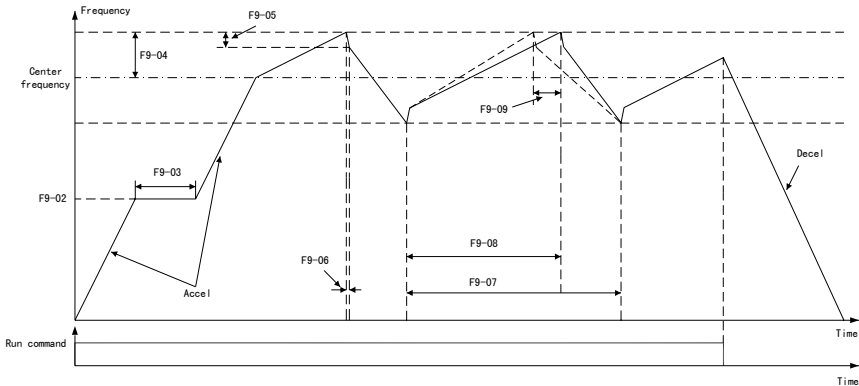 Frequency
F9-05
F9-04
Center
frequency
F9-09
F9-03
Decel
F9-02
F9-08
F9-06
F9-07
Accel
Time
Run command
Time